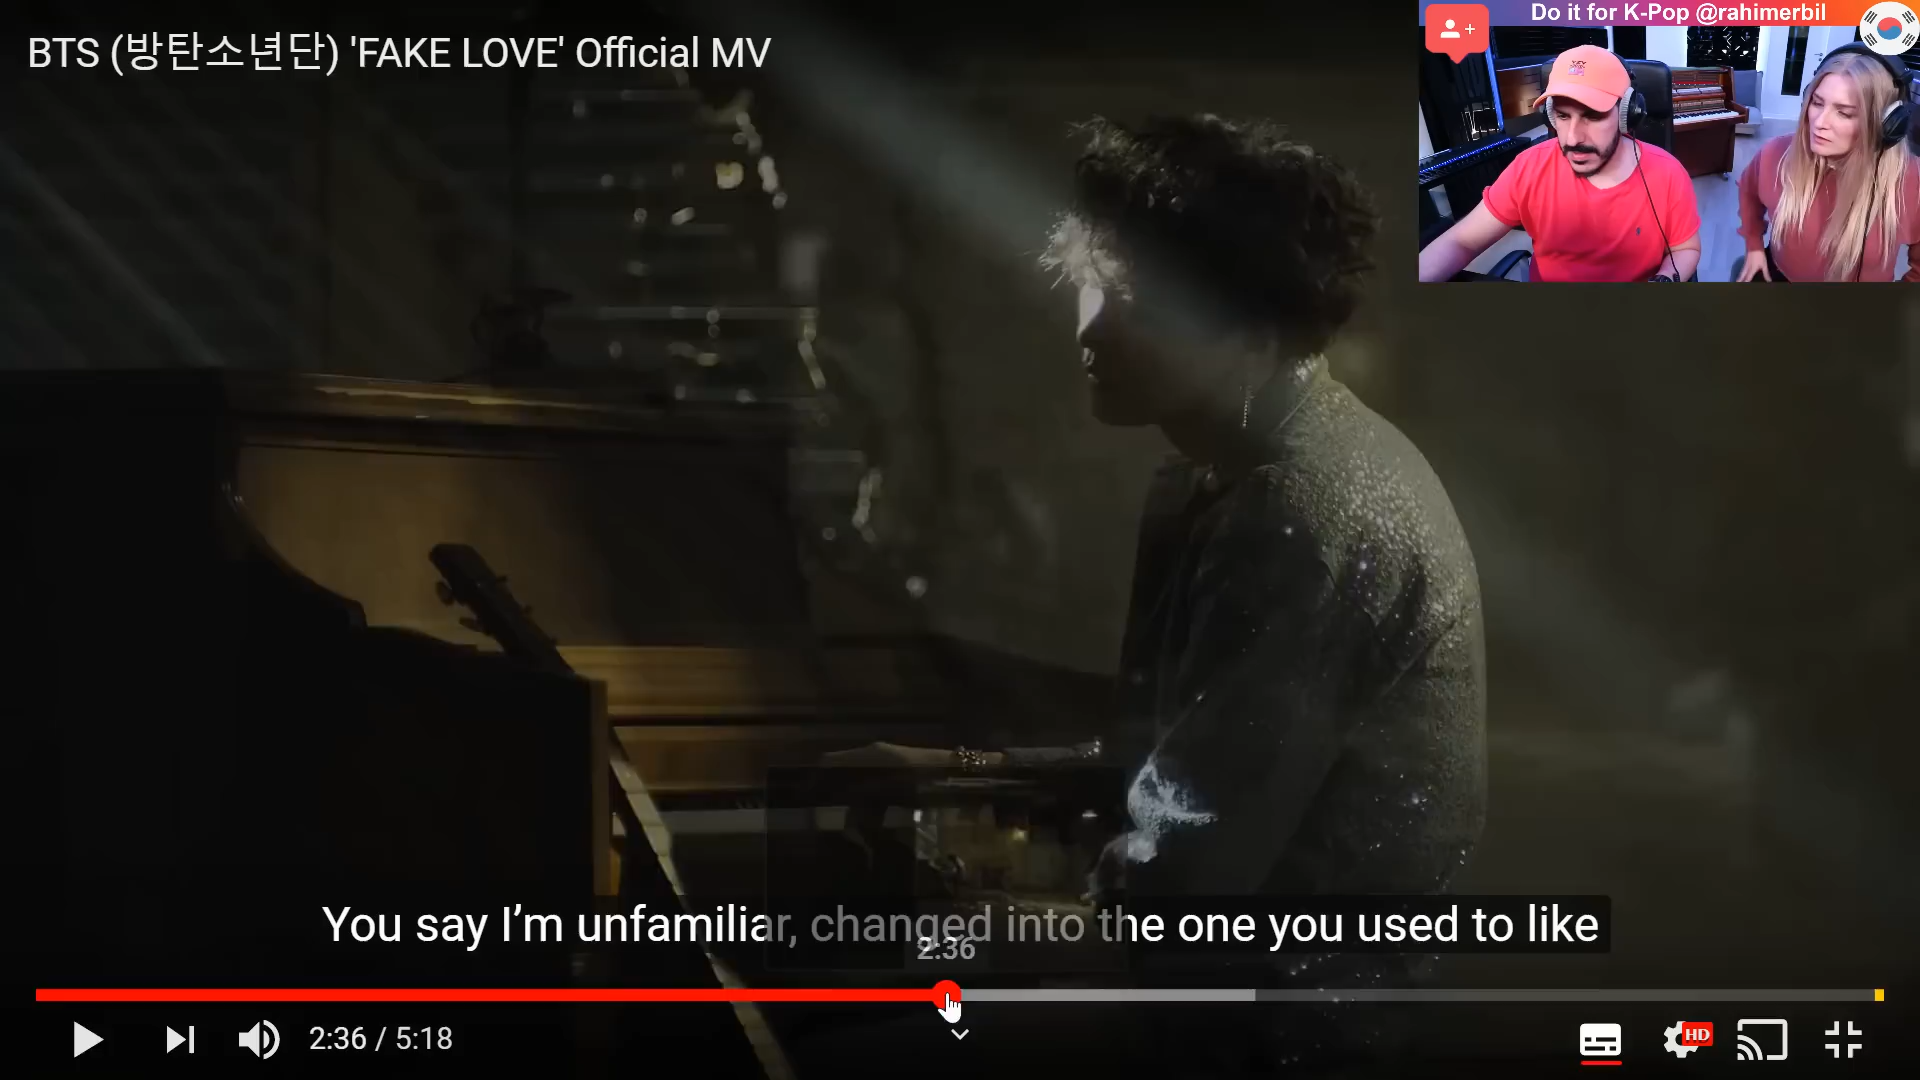 BTS (방탄소년단) 'FAKE LOVE' Official MV
Do it for K-Pop @rahimerbil
You say I’m unfamiliar, changed into the one you used to like
2:36
2:36 / 5:18
HD